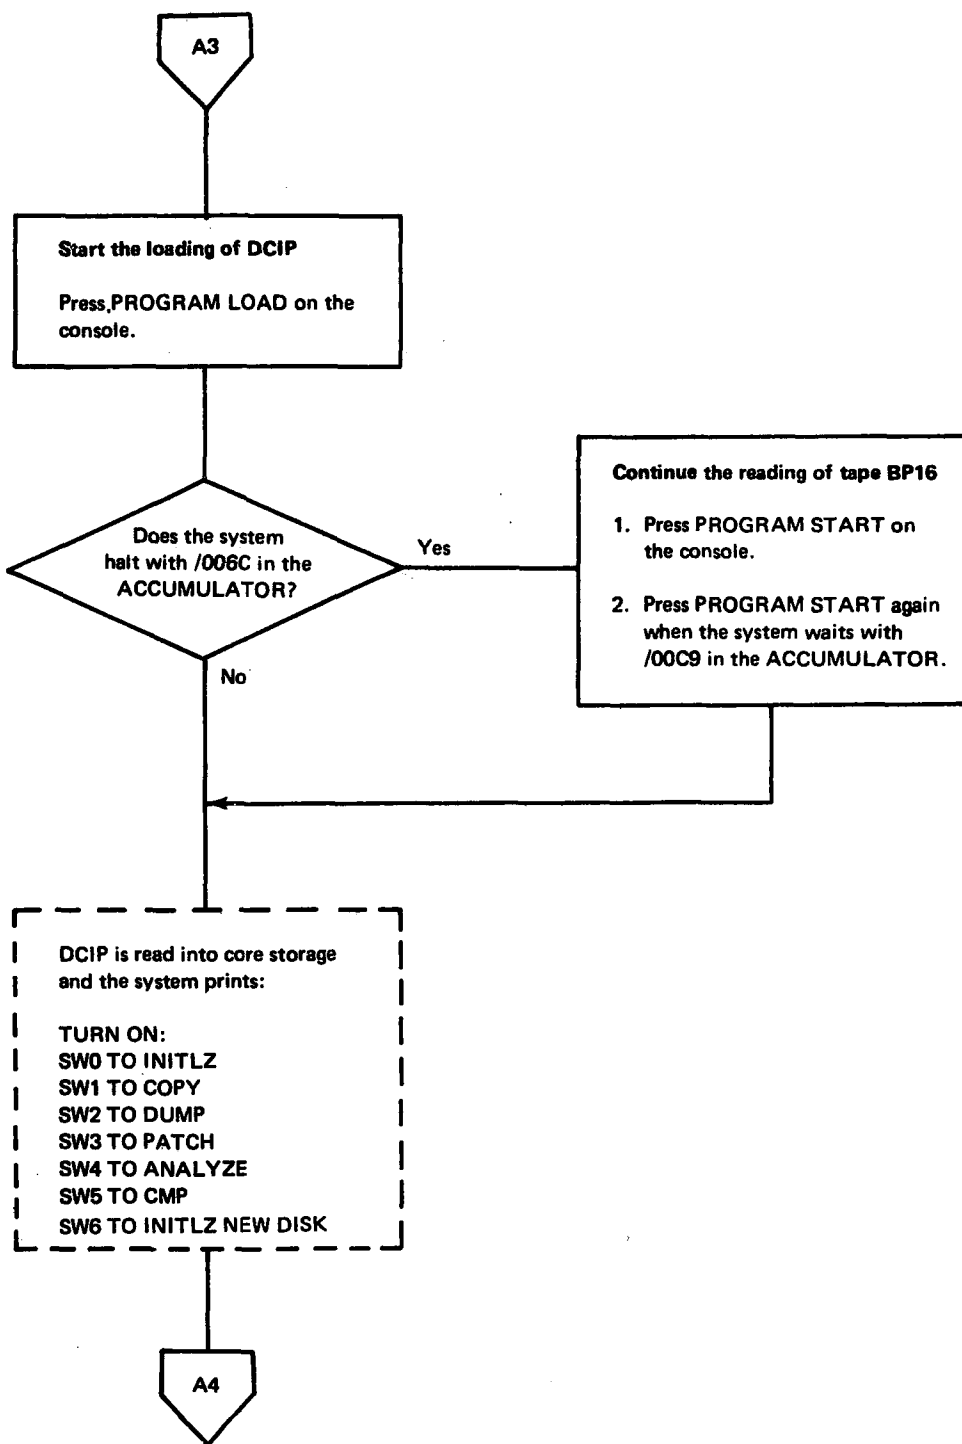 A3
Start the loading of DCIP
Press PROGRAM LOAD on the
console.
Does the system
halt with /006C in the
ACCUMULATOR?
Yes
No
Continue the reading of tape BP16
1. Press PROGRAM START on
the console.
2. Press PROGRAM START again
when the system waits with
/00C9 in the ACCUMULATOR.
DCIP is read into core storage
and the system prints:
TURN ON:
SW0 TO INITLZ
SW1 TO COPY
SW2 TO DUMP
SW3 TO PATCH
SW4 TO ANALYZE
SW5 TO CMP
SW6 TO INITLZ NEW DISK
A4